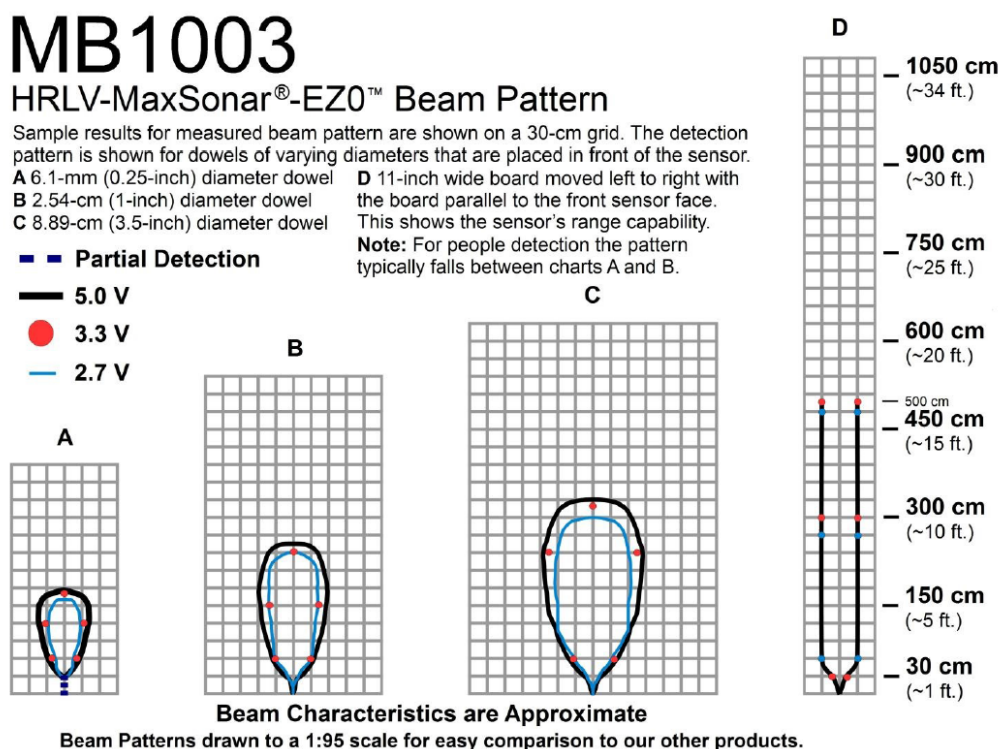 MB1003
HRLV-MaxSonar®-EZ0™ Beam Pattern
Sample results for measured beam pattern are shown on a 30-cm grid. The detection
pattern is shown for dowels of varying diameters that are placed in front of the sensor.
A 6.1-mm (0.25-inch) diameter dowel
B 2.54-cm (1-inch) diameter dowel
C 8.89-cm (3.5-inch) diameter dowel
D 11-inch wide board moved left to right with
the board parallel to the front sensor face.
This shows the sensor's range capability.
Note: For people detection the pattern
typically falls between charts A and B.
Partial Detection
5.0 V
3.3 V
2.7 V
A
B
C
D
1050 cm
(~34 ft.)
900 cm
(~30 ft.)
750 cm
(~25 ft.)
600 cm
(~20 ft.)
500 cm
450 cm
(~15 ft.)
300 cm
(~10 ft.)
150 cm
(~5 ft.)
30 cm
(~1 ft.)
Beam Characteristics are Approximate
Beam Patterns drawn to a 1:95 scale for easy comparison to our other products.